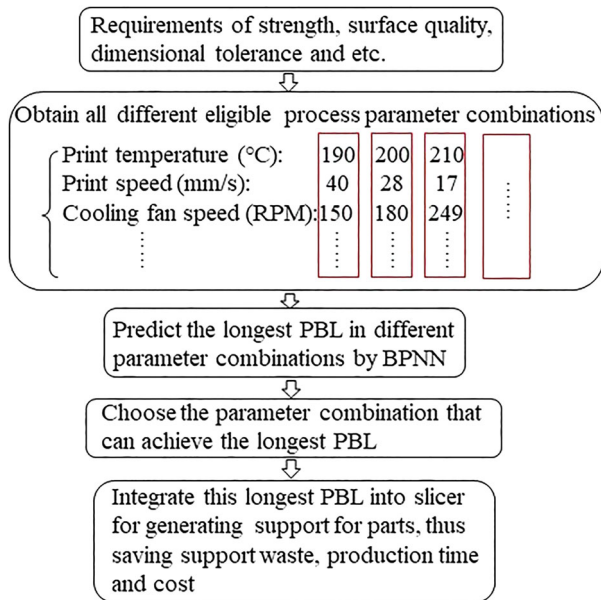 Requirements of strength, surface quality,
dimensional tolerance and etc.
Obtain all different eligible process parameter combinations
Print temperature (°C): 190 200 210
Print speed (mm/s): 40 28 17
Cooling fan speed (RPM): 150 180 249
Predict the longest PBL in different
parameter combinations by BPNN
Choose the parameter combination that
can achieve the longest PBL
Integrate this longest PBL into slicer
for generating support for parts, thus
saving support waste, production time
and cost